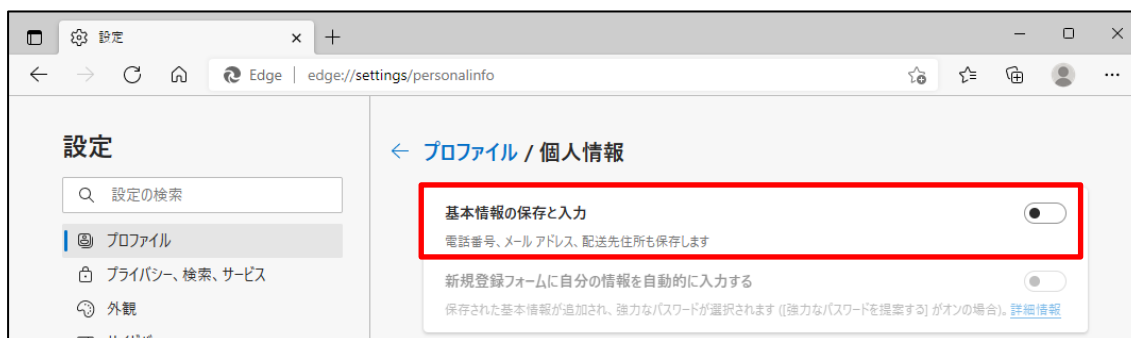 設定
Edge | edge://settings/personalinfo
設定
設定の検索
プロファイル
プライバシー、検索、サービス
外観
プロファイル / 個人情報
基本情報の保存と入力
電話番号、メール アドレス、配送先住所も保存します
新規登録フォームに自分の情報を自動的に入力する
保存された基本情報が追加され、強力なパスワードが選択されます ([強力なパスワードを提案する] がオンの場合)。詳細情報